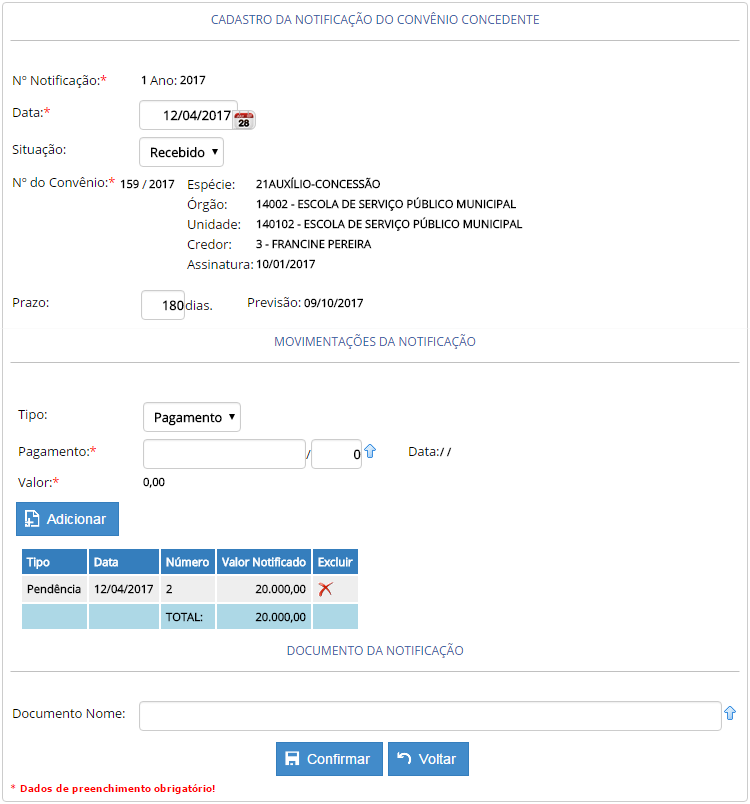 CADASTRO DA NOTIFICAÇÃO DO CONVÊNIO CONCEDENTE
Nº Notificação:* 1 Ano: 2017
Data:* 12/04/2017 28
Situação: Recebido
Nº do Convênio:* 159 / 2017 Espécie: 21AUXÍLIO-CONCESSÃO
Órgão: 14002 - ESCOLA DE SERVIÇO PÚBLICO MUNICIPAL
Unidade: 140102 - ESCOLA DE SERVIÇO PÚBLICO MUNICIPAL
Credor: 3 - FRANCINE PEREIRA
Assinatura: 10/01/2017
Prazo: 180 dias. Previsão: 09/10/2017
MOVIMENTAÇÕES DA NOTIFICAÇÃO
Tipo: Pagamento
Pagamento:* / 0 Data: / /
Valor:* 0,00
Adicionar
Tipo Data Número Valor Notificado Excluir
Pendência 12/04/2017 2 20.000,00
TOTAL: 20.000,00
DOCUMENTO DA NOTIFICAÇÃO
Documento Nome:
Confirmar Voltar
* Dados de preenchimento obrigatório!